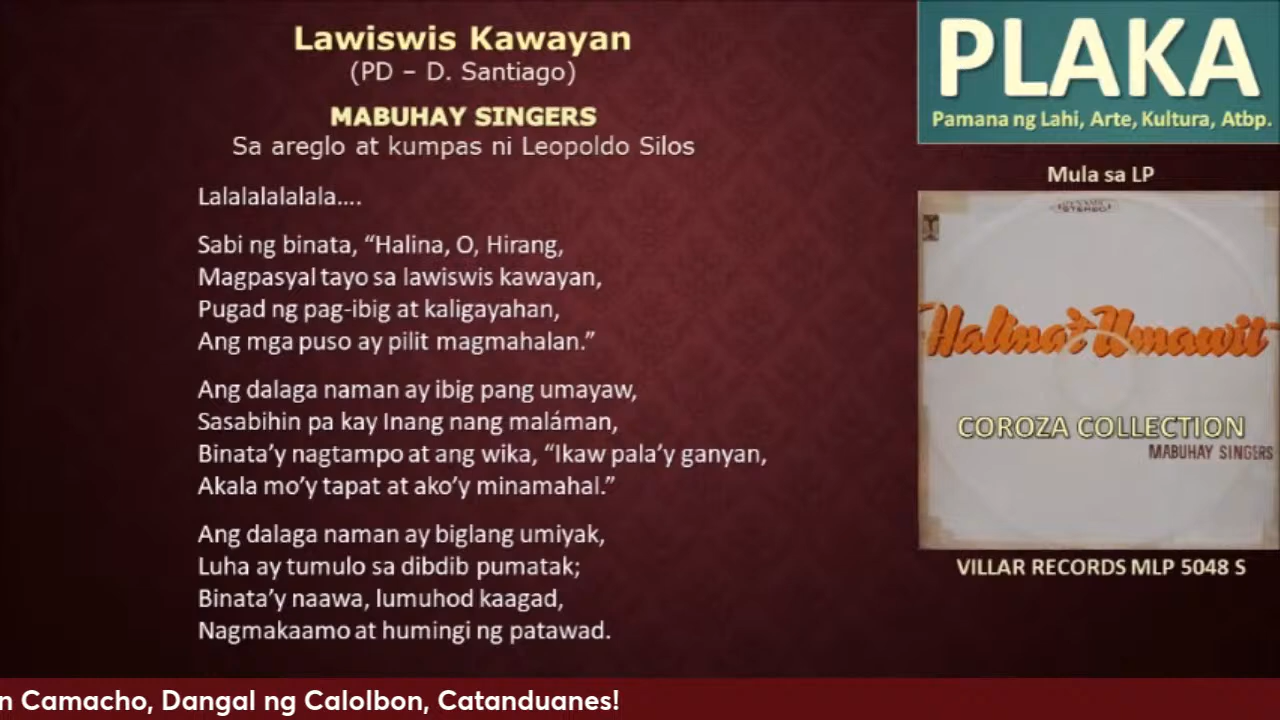 Lawiswis Kawayan
(PD – D. Santiago)
MABUHAY SINGERS
Sa areglo at kumpas ni Leopoldo Silos
Lalalalalalala....
Sabi ng binata, “Halina, O, Hirang,
Magpasyal tayo sa lawiswis kawayan,
Pugad ng pag-ibig at kaligayahan,
Ang mga puso ay pilit magmahalan.”
Ang dalaga naman ay ibig pang umayaw,
Sasabihin pa kay Inang nang maláman,
Binata’y nagtampo at ang wika, “Ikaw pala’y ganyan,
Akala mo’y tapat at ako’y minamahal.”
Ang dalaga naman ay biglang umiyak,
Luha ay tumulo sa dibdib pumatak;
Binata’y naawa, lumuhod kaagad,
Nagmakaamo at humingi ng patawad.
PLAKA
Pamana ng Lahi, Arte, Kultura, Atbp.
Mula sa LP
STEREO
Halina't Umawit
COROZA COLLECTION
MABUHAY SINGERS
VILLAR RECORDS MLP 5048 S
n Camacho, Dangal ng Calolbon, Catanduanes!